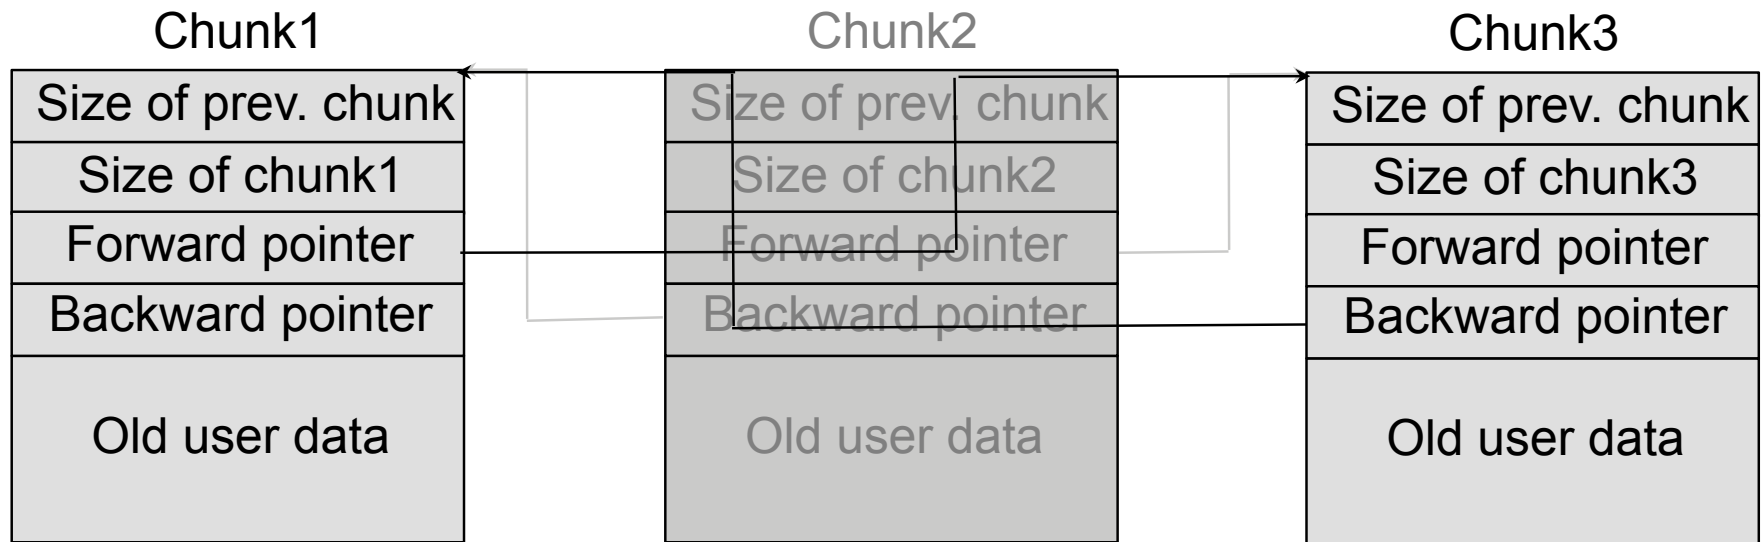 Chunk1
Size of prev. chunk
Size of chunk1
Forward pointer
Backward pointer
Old user data
Chunk2
Size of prev. chunk
Size of chunk2
Forward pointer
Backward pointer
Old user data
Chunk3
Size of prev. chunk
Size of chunk3
Forward pointer
Backward pointer
Old user data